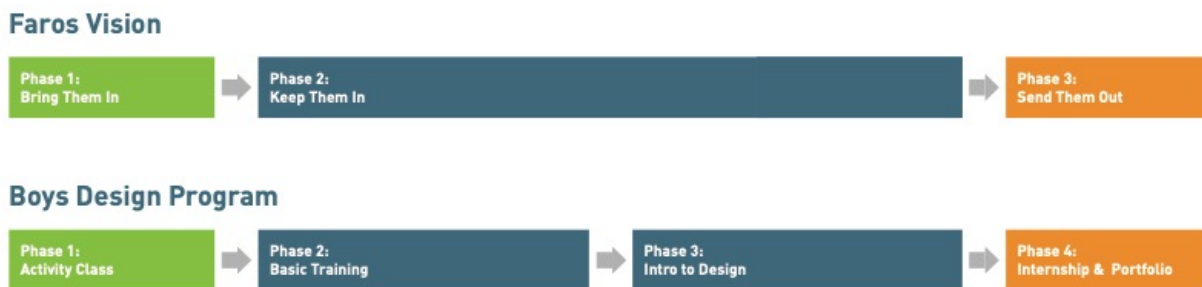 Faros Vision
Phase 1:
Bring Them In
Phase 2:
Keep Them In
Phase 3:
Send Them Out
Boys Design Program
Phase 1:
Activity Class
Phase 2:
Basic Training
Phase 3:
Intro to Design
Phase 4:
Internship & Portfolio